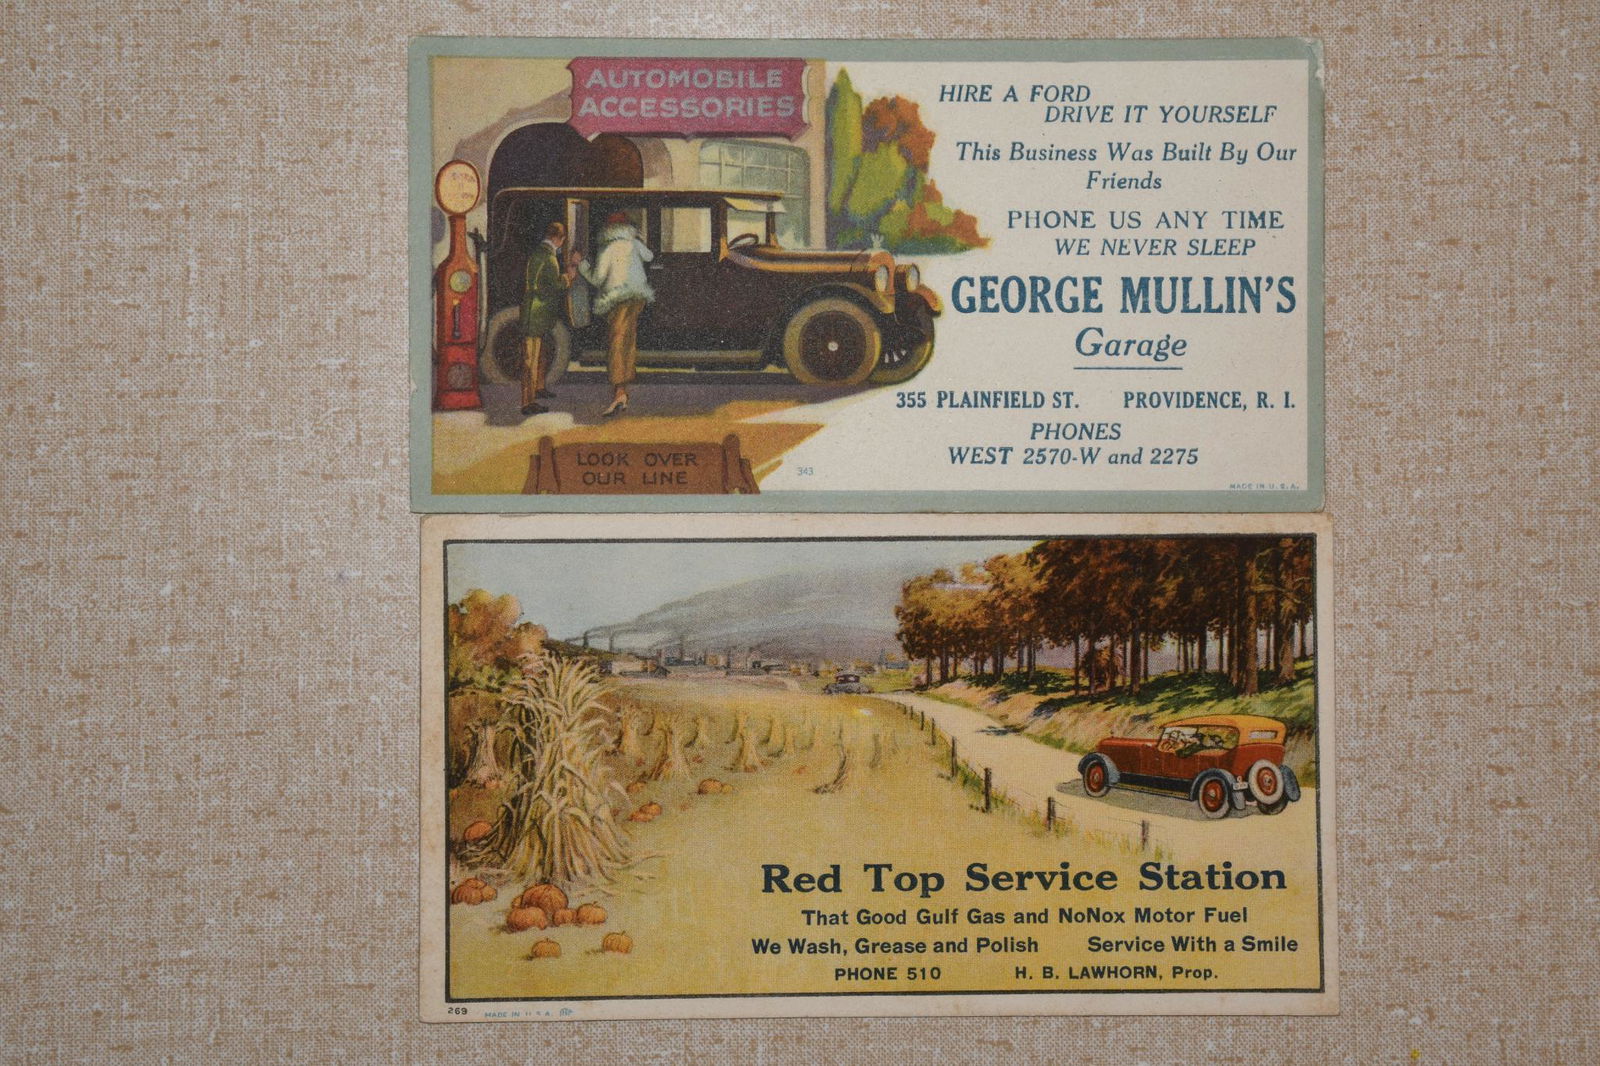 AUTOMOBILE
ACCESSORIES
HIRE A FORD
DRIVE IT YOURSELF
This Business Was Built By Our
Friends
PHONE US ANY TIME
WE NEVER SLEEP
GEORGE MULLIN'S
Garage
355 PLAINFIELD ST. PROVIDENCE, R. I.
PHONES
WEST 2570-W and 2275
LOOK OVER
OUR LINE
343
MADE IN U. S. A.
Red Top Service Station
That Good Gulf Gas and NoNox Motor Fuel
We Wash, Grease and Polish Service With a Smile
PHONE 510 H. B. LAWHORN, Prop.
269 MADE IN U. S. A.